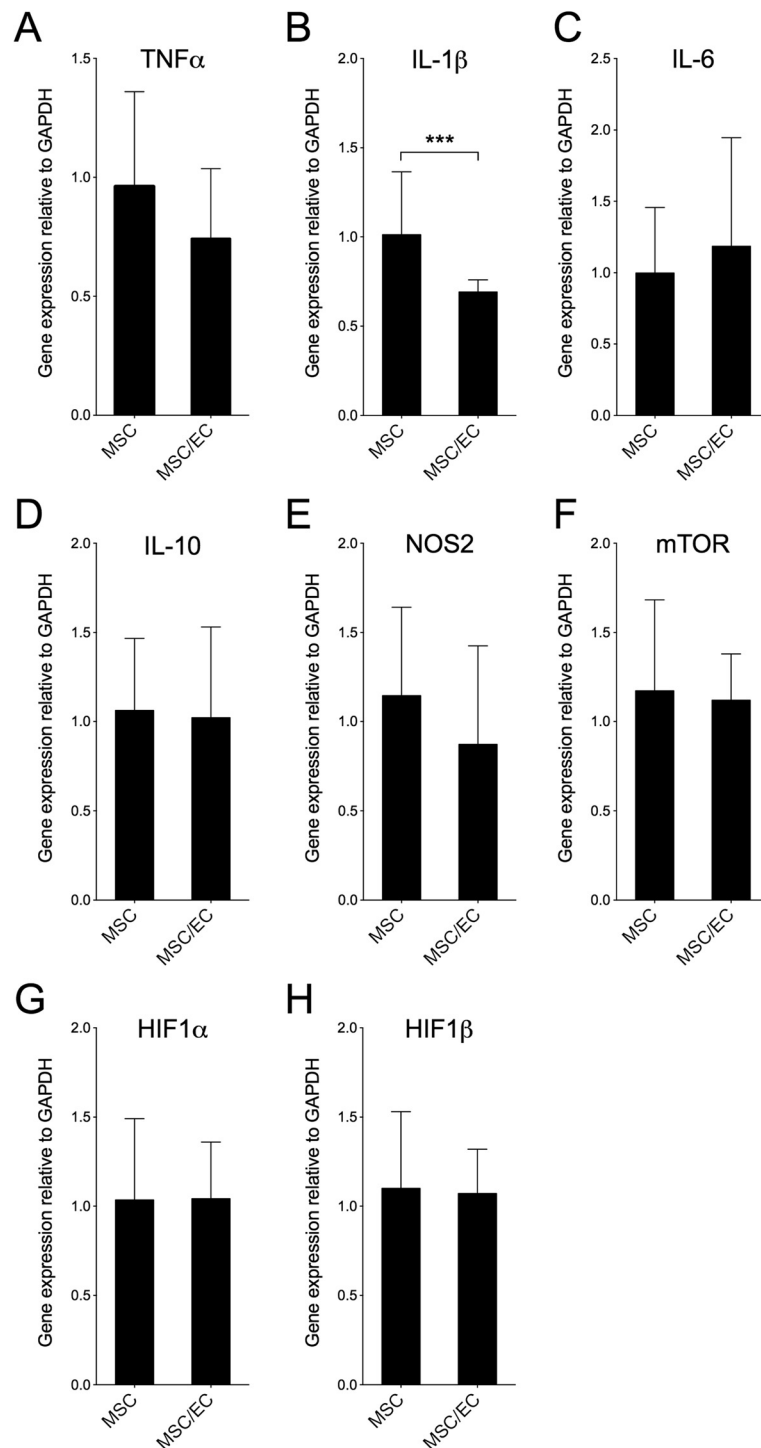 A
TNFα
Gene expression relative to GAPDH
1.5
1.0
0.5
0.0
MSC
MSC/EC
B
IL-1β
Gene expression relative to GAPDH
2.0
1.5
1.0
0.5
0.0
***
MSC
MSC/EC
C
IL-6
Gene expression relative to GAPDH
2.5
2.0
1.5
1.0
0.5
0.0
MSC
MSC/EC
D
IL-10
Gene expression relative to GAPDH
2.0
1.5
1.0
0.5
0.0
MSC
MSC/EC
E
NOS2
Gene expression relative to GAPDH
2.0
1.5
1.0
0.5
0.0
MSC
MSC/EC
F
mTOR
Gene expression relative to GAPDH
2.0
1.5
1.0
0.5
0.0
MSC
MSC/EC
G
HIF1α
Gene expression relative to GAPDH
2.0
1.5
1.0
0.5
0.0
MSC
MSC/EC
H
HIF1β
Gene expression relative to GAPDH
2.0
1.5
1.0
0.5
0.0
MSC
MSC/EC